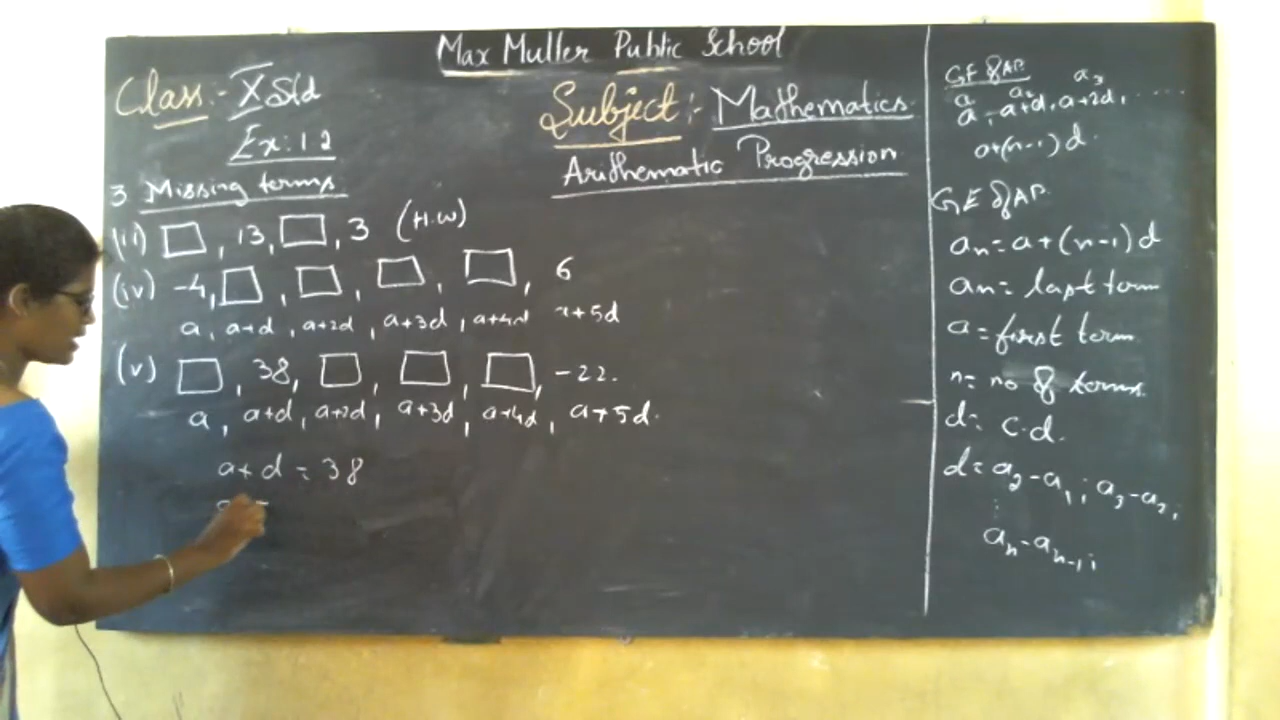 Max Muller Public School
Class:- X Std
Subject:- Mathematics
Ex: 1.2
Arithematic Progression
3. Missing terms
(ii) □, 13, □, 3 (H.W)
(iv) -4, □, □, □, □, 6
a, a+d, a+2d, a+3d, a+4d, a+5d
(v) □, 38, □, □, □, -22.
a, a+d, a+2d, a+3d, a+4d, a+5d.
a+d = 38
GF of AP
a a₂ a₃
a, a+d, a+2d, .....
a+(n-1)d.
GE of AP.
aₙ = a+(n-1)d
aₙ = last term
a = first term
n = no of terms.
d = c.d.
d = a₂-a₁; a₃-a₂,
⋮
aₙ-aₙ₋₁;